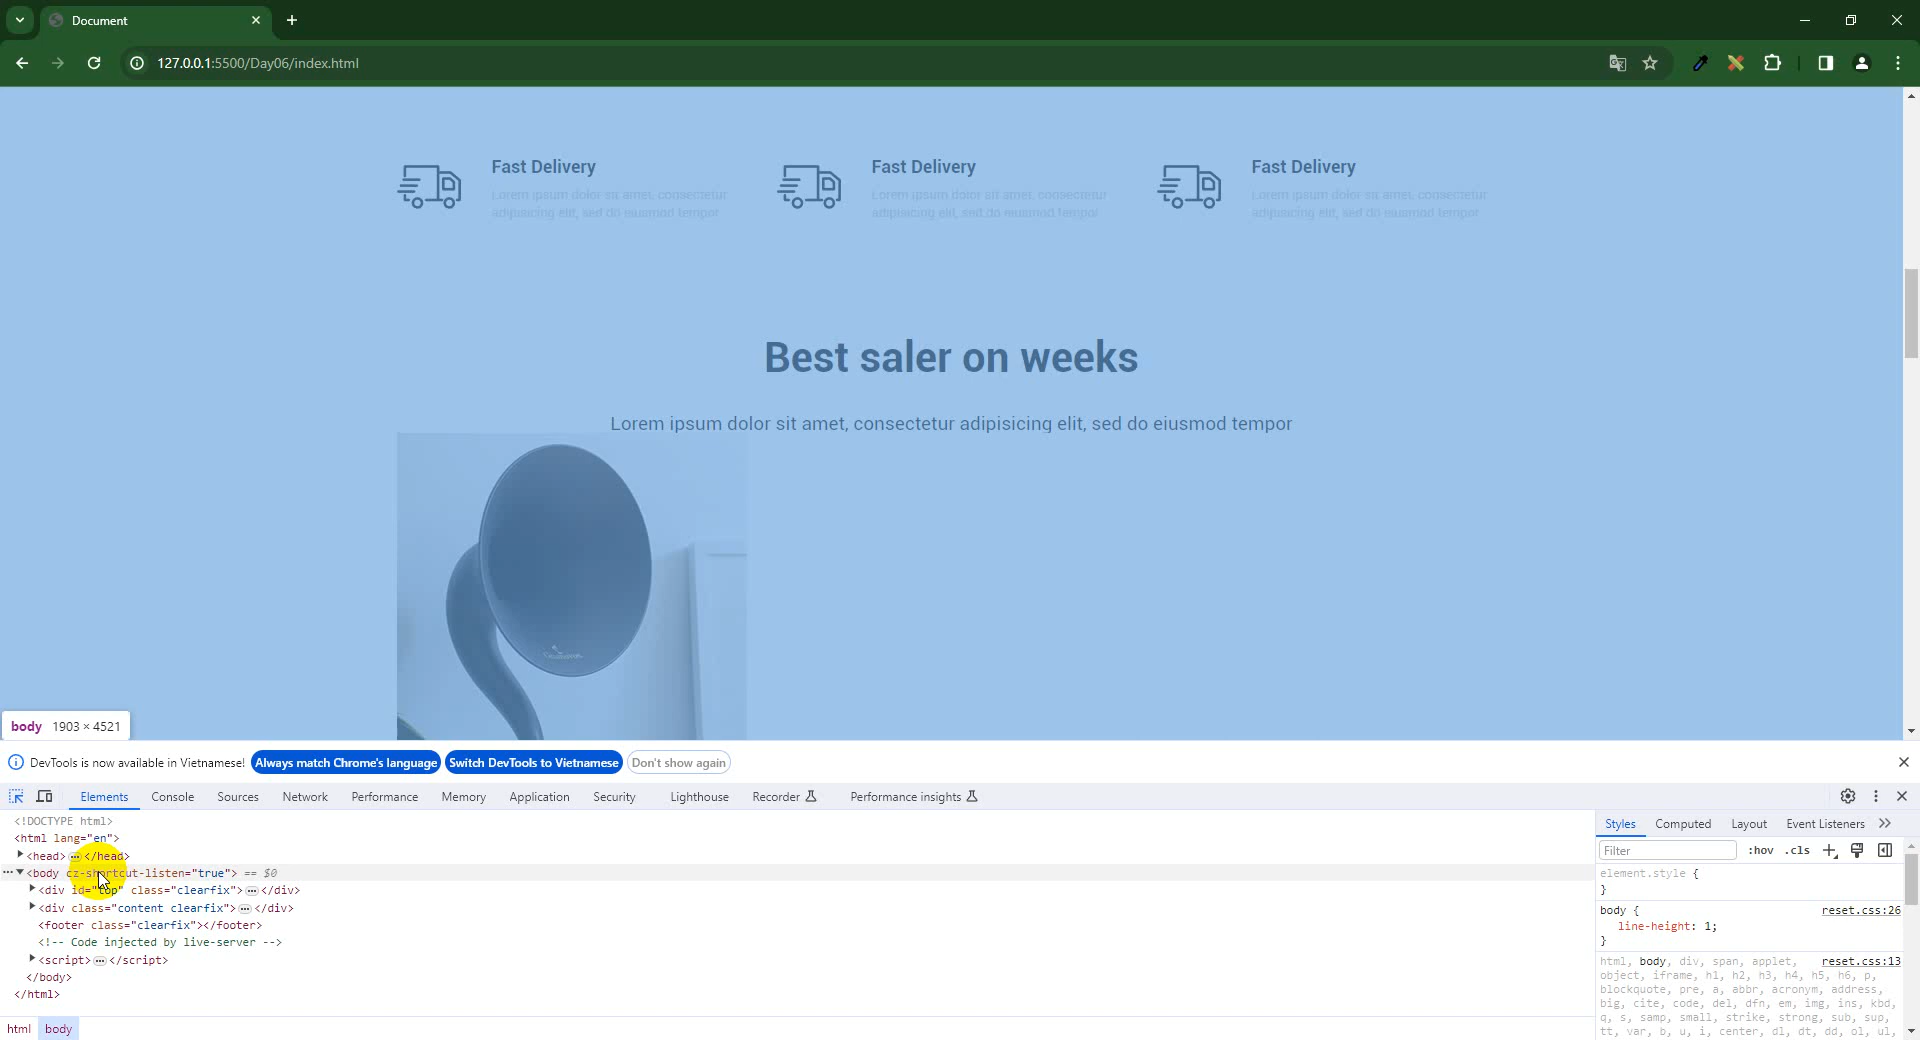 Document
127.0.0.1:5500/Day06/index.html
Fast Delivery
Lorem ipsum dolor sit amet, consectetur
adipisicing elit, sed do eiusmod tempor
Fast Delivery
Lorem ipsum dolor sit amet, consectetur
adipisicing elit, sed do eiusmod tempor
Fast Delivery
Lorem ipsum dolor sit amet, consectetur
adipisicing elit, sed do eiusmod tempor
Best saler on weeks
Lorem ipsum dolor sit amet, consectetur adipisicing elit, sed do eiusmod tempor
body 1903 × 4521
DevTools is now available in Vietnamese! Always match Chrome's language Switch DevTools to Vietnamese Don't show again
Elements Console Sources Network Performance Memory Application Security Lighthouse Recorder Performance insights
<!DOCTYPE html>
<html lang="en">
<head> … </head>
<body cz-shortcut-listen="true"> == $0
<div id="top" class="clearfix"> … </div>
<div class="content clearfix"> … </div>
<footer class="clearfix"></footer>
<!-- Code injected by live-server -->
<script> … </script>
</body>
</html>
html body
Styles Computed Layout Event Listeners
Filter :hov .cls
element.style {
}
body { reset.css:26
line-height: 1;
}
html, body, div, span, applet, reset.css:13
object, iframe, h1, h2, h3, h4, h5, h6, p,
blockquote, pre, a, abbr, acronym, address,
big, cite, code, del, dfn, em, img, ins, kbd,
q, s, samp, small, strike, strong, sub, sup,
tt, var, b, u, i, center, dl, dt, dd, ol, ul,